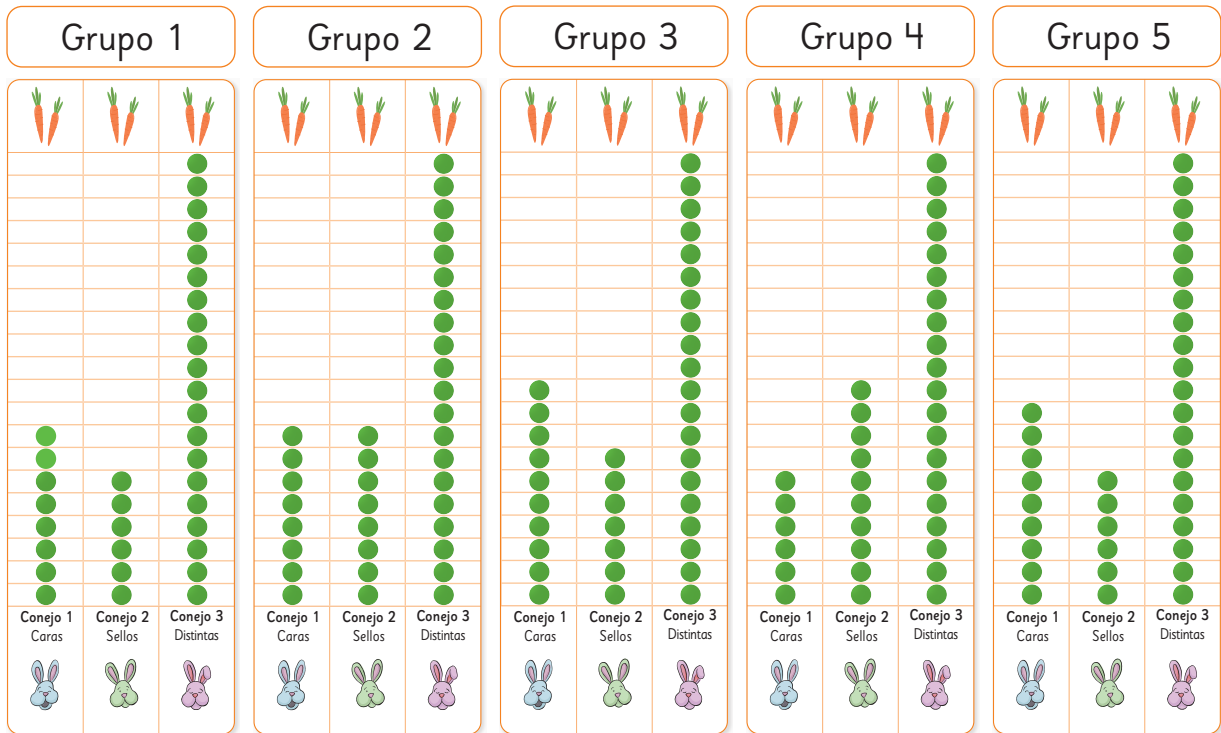 Grupo 1
Grupo 2
Grupo 3
Grupo 4
Grupo 5
Conejo 1 Conejo 2 Conejo 3
Caras Sellos Distintas
Conejo 1 Conejo 2 Conejo 3
Caras Sellos Distintas
Conejo 1 Conejo 2 Conejo 3
Caras Sellos Distintas
Conejo 1 Conejo 2 Conejo 3
Caras Sellos Distintas
Conejo 1 Conejo 2 Conejo 3
Caras Sellos Distintas